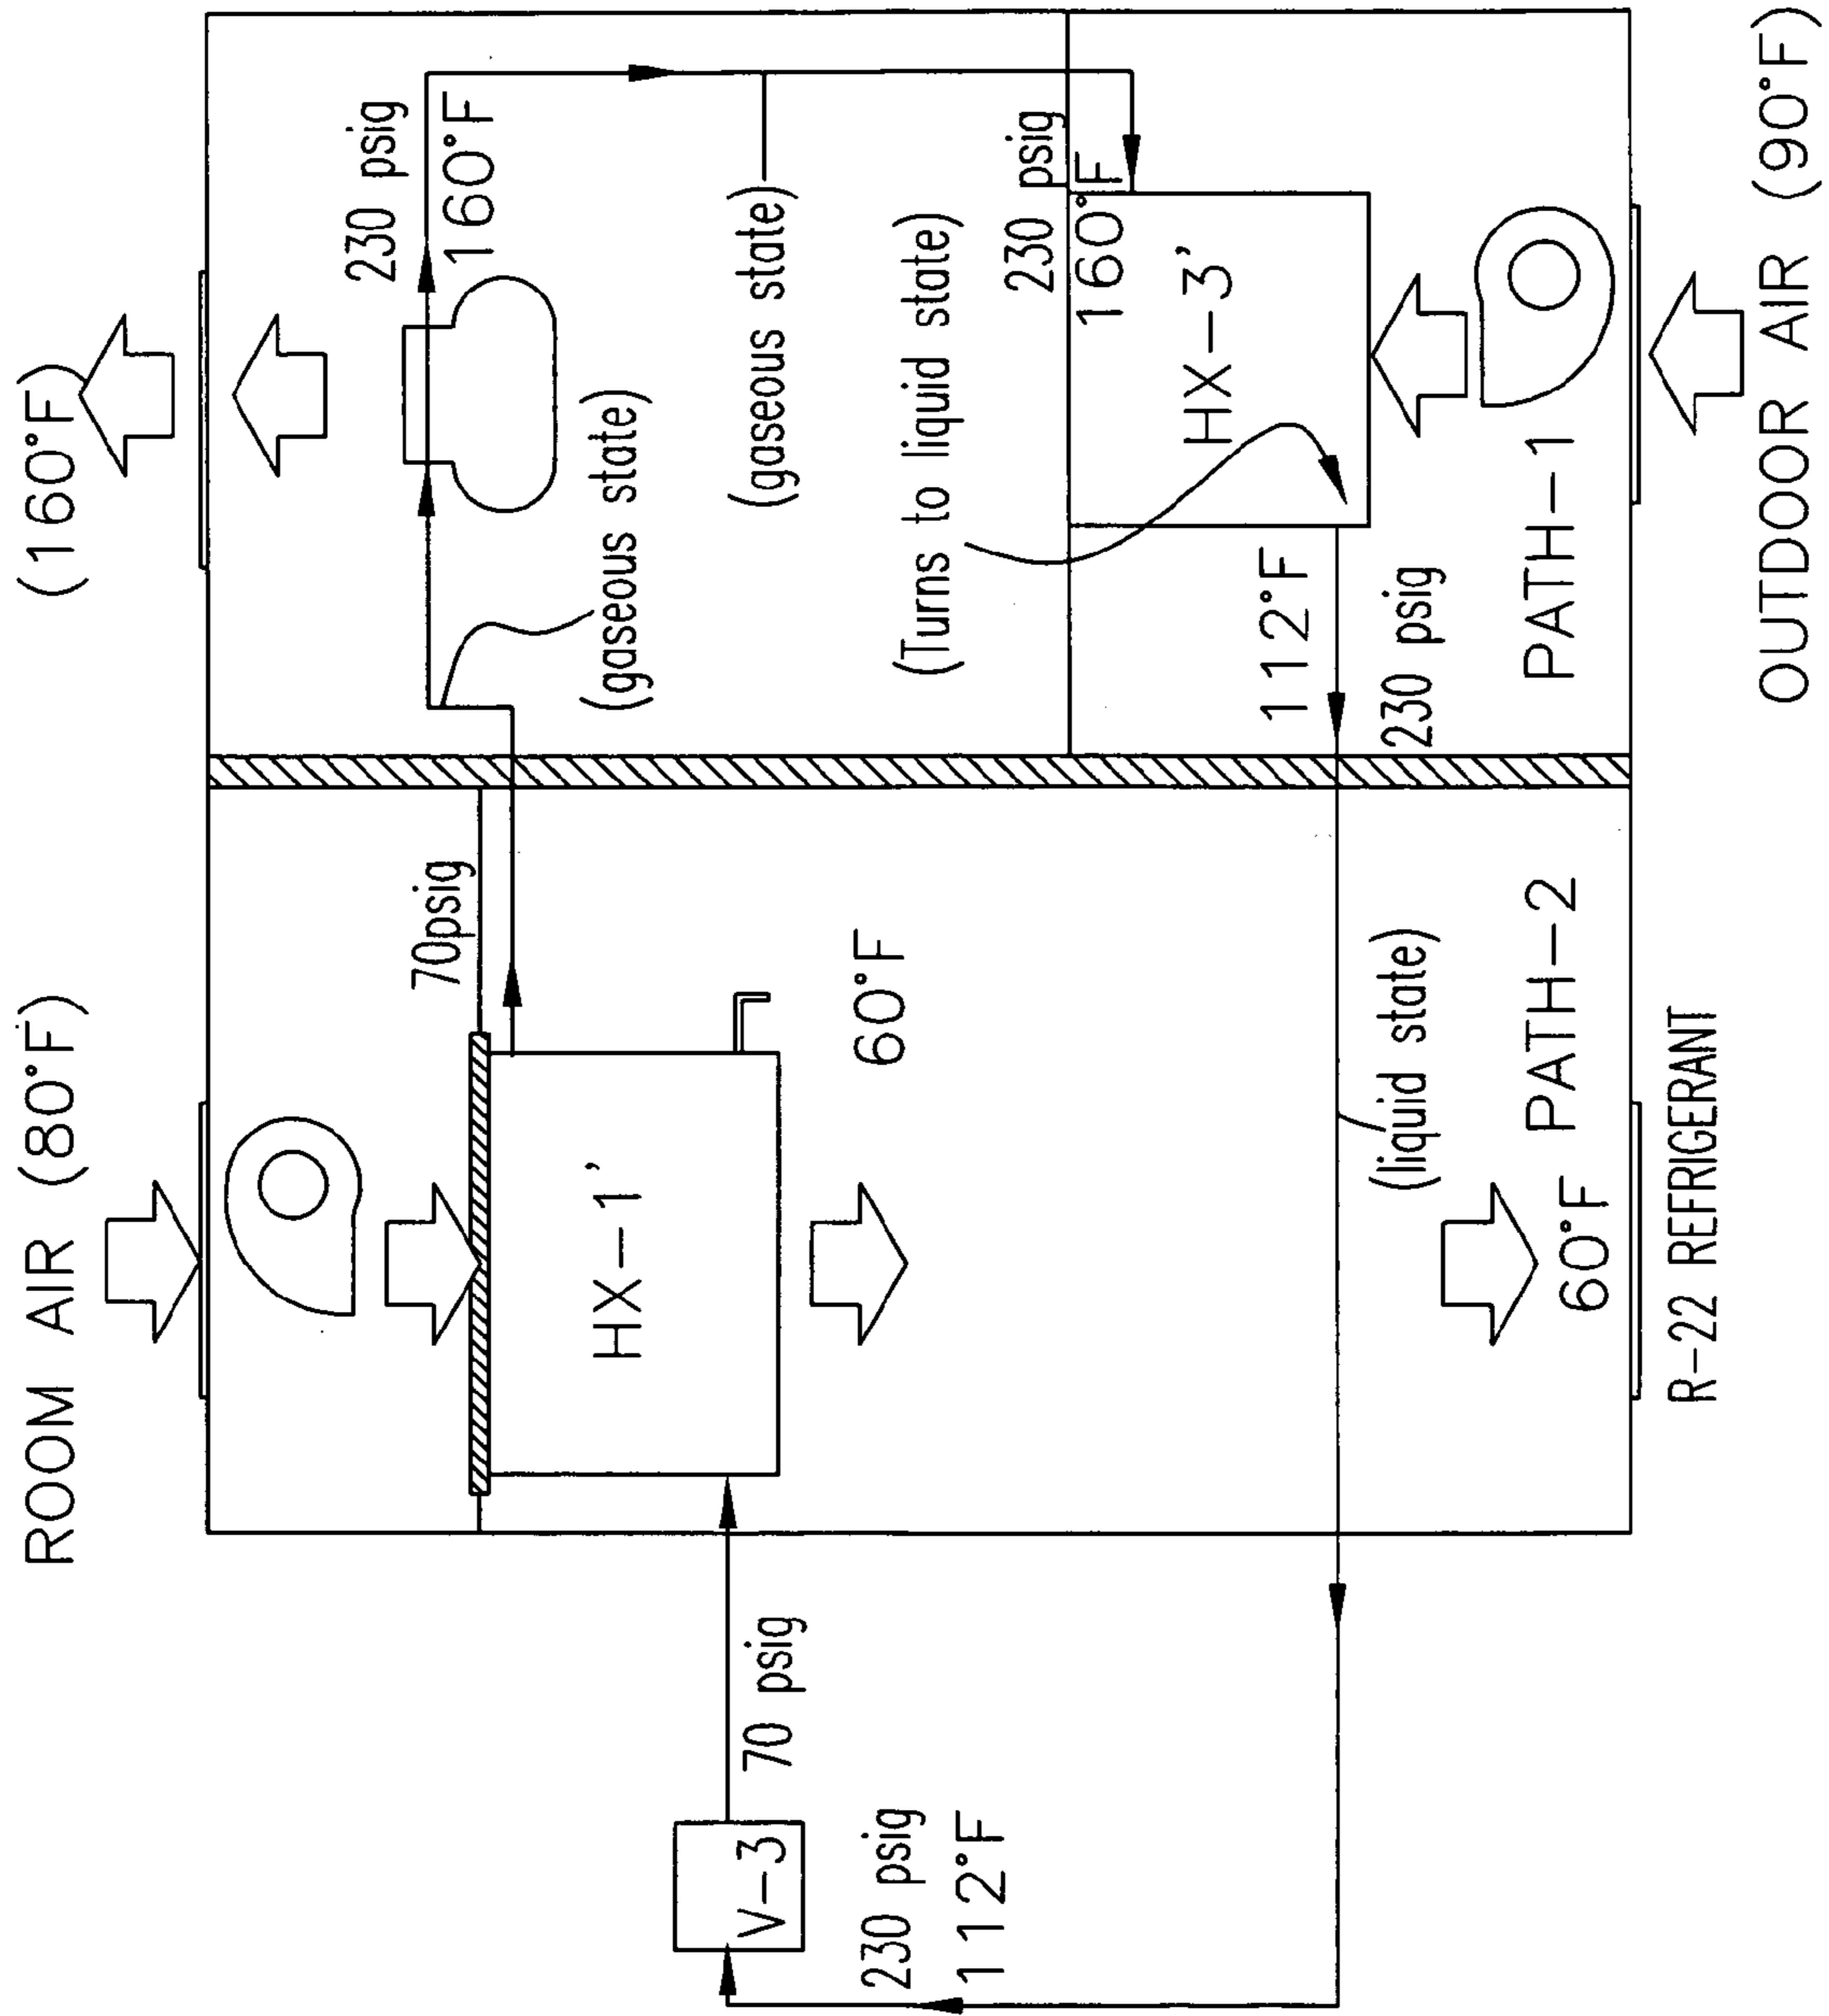 ROOM AIR (80°F)
(160°F)
70psig
230 psig
160°F
(gaseous state)
(gaseous state)
HX-1'
60°F
V-3
70 psig
230 psig
112°F
(Turns to liquid state)
230 psig
160°F
HX-3'
112°F
230 psig
(liquid state)
PATH-2
60°F
PATH-1
R-22 REFRIGERANT
OUTDOOR AIR (90°F)